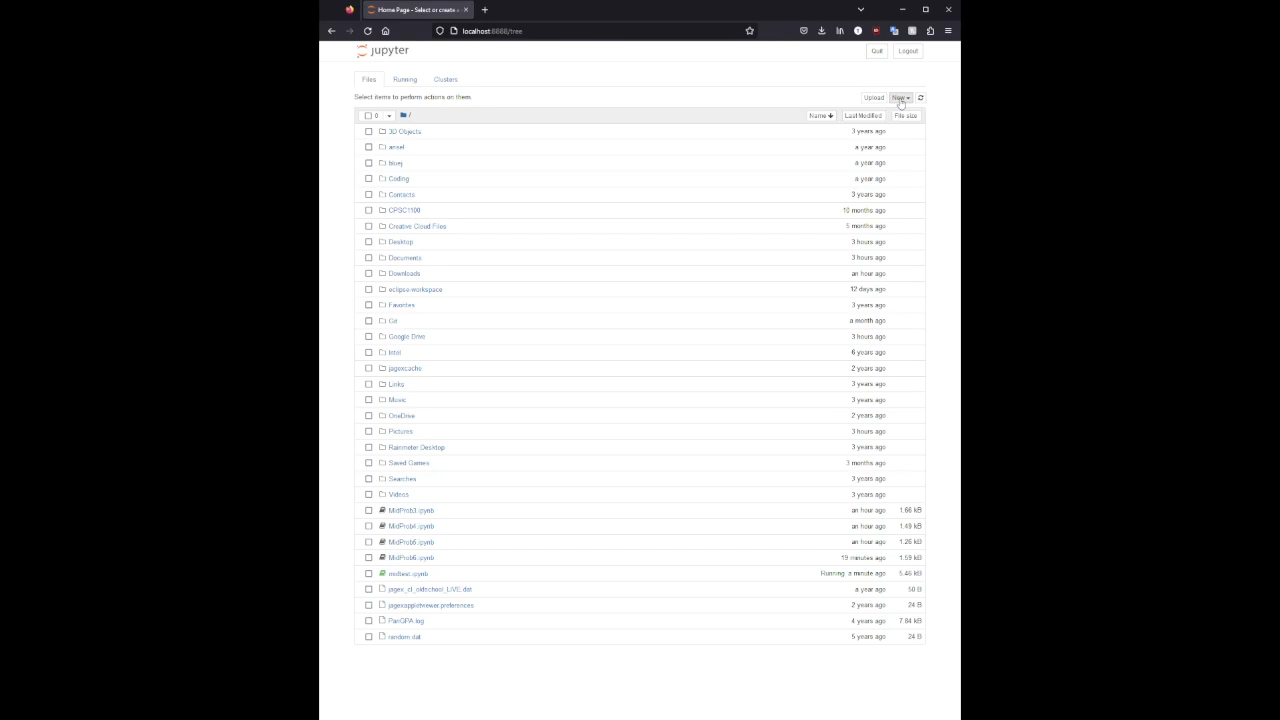 Home Page - Select or create a
localhost:8888/tree
jupyter
Quit Logout
Files Running Clusters
Select items to perform actions on them.
Upload New
0 / Name Last Modified File size
3D Objects 3 years ago
ansel a year ago
bluej a year ago
Coding a year ago
Contacts 3 years ago
CPSC1100 10 months ago
Creative Cloud Files 5 months ago
Desktop 3 hours ago
Documents 3 hours ago
Downloads an hour ago
eclipse-workspace 12 days ago
Favorites 3 years ago
Git a month ago
Google Drive 3 hours ago
Intel 6 years ago
jagexcache 2 years ago
Links 3 years ago
Music 3 years ago
OneDrive 2 years ago
Pictures 3 hours ago
Rainmeter Desktop 3 years ago
Saved Games 3 months ago
Searches 3 years ago
Videos 3 years ago
MidProb3.ipynb an hour ago 1.66 kB
MidProb4.ipynb an hour ago 1.49 kB
MidProb5.ipynb an hour ago 1.26 kB
MidProb6.ipynb 19 minutes ago 1.59 kB
midtest.ipynb Running a minute ago 5.46 kB
jagex_cl_oldschool_LIVE.dat a year ago 50 B
jagexappletviewer.preferences 2 years ago 24 B
PanGPA.log 4 years ago 7.84 kB
random.dat 5 years ago 24 B